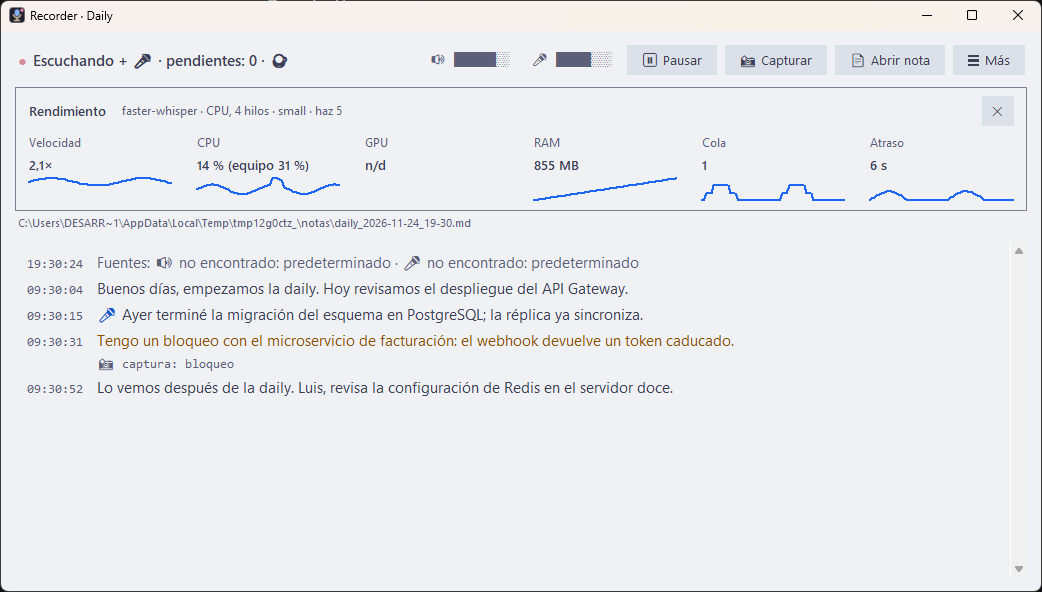 Recorder · Daily
Escuchando + 🎤 · pendientes: 0 ·
Pausar
Capturar
Abrir nota
Más
Rendimiento faster-whisper · CPU, 4 hilos · small · haz 5
Velocidad CPU GPU RAM Cola Atraso
2,1× 14 % (equipo 31 %) n/d 855 MB 1 6 s
C:\Users\DESARR~1\AppData\Local\Temp\tmp12g0ctz_\notas\daily_2026-11-24_19-30.md
19:30:24 Fuentes: 🔊 no encontrado: predeterminado · 🎤 no encontrado: predeterminado
09:30:04 Buenos días, empezamos la daily. Hoy revisamos el despliegue del API Gateway.
09:30:15 🎤 Ayer terminé la migración del esquema en PostgreSQL; la réplica ya sincroniza.
09:30:31 Tengo un bloqueo con el microservicio de facturación: el webhook devuelve un token caducado.
📷 captura: bloqueo
09:30:52 Lo vemos después de la daily. Luis, revisa la configuración de Redis en el servidor doce.